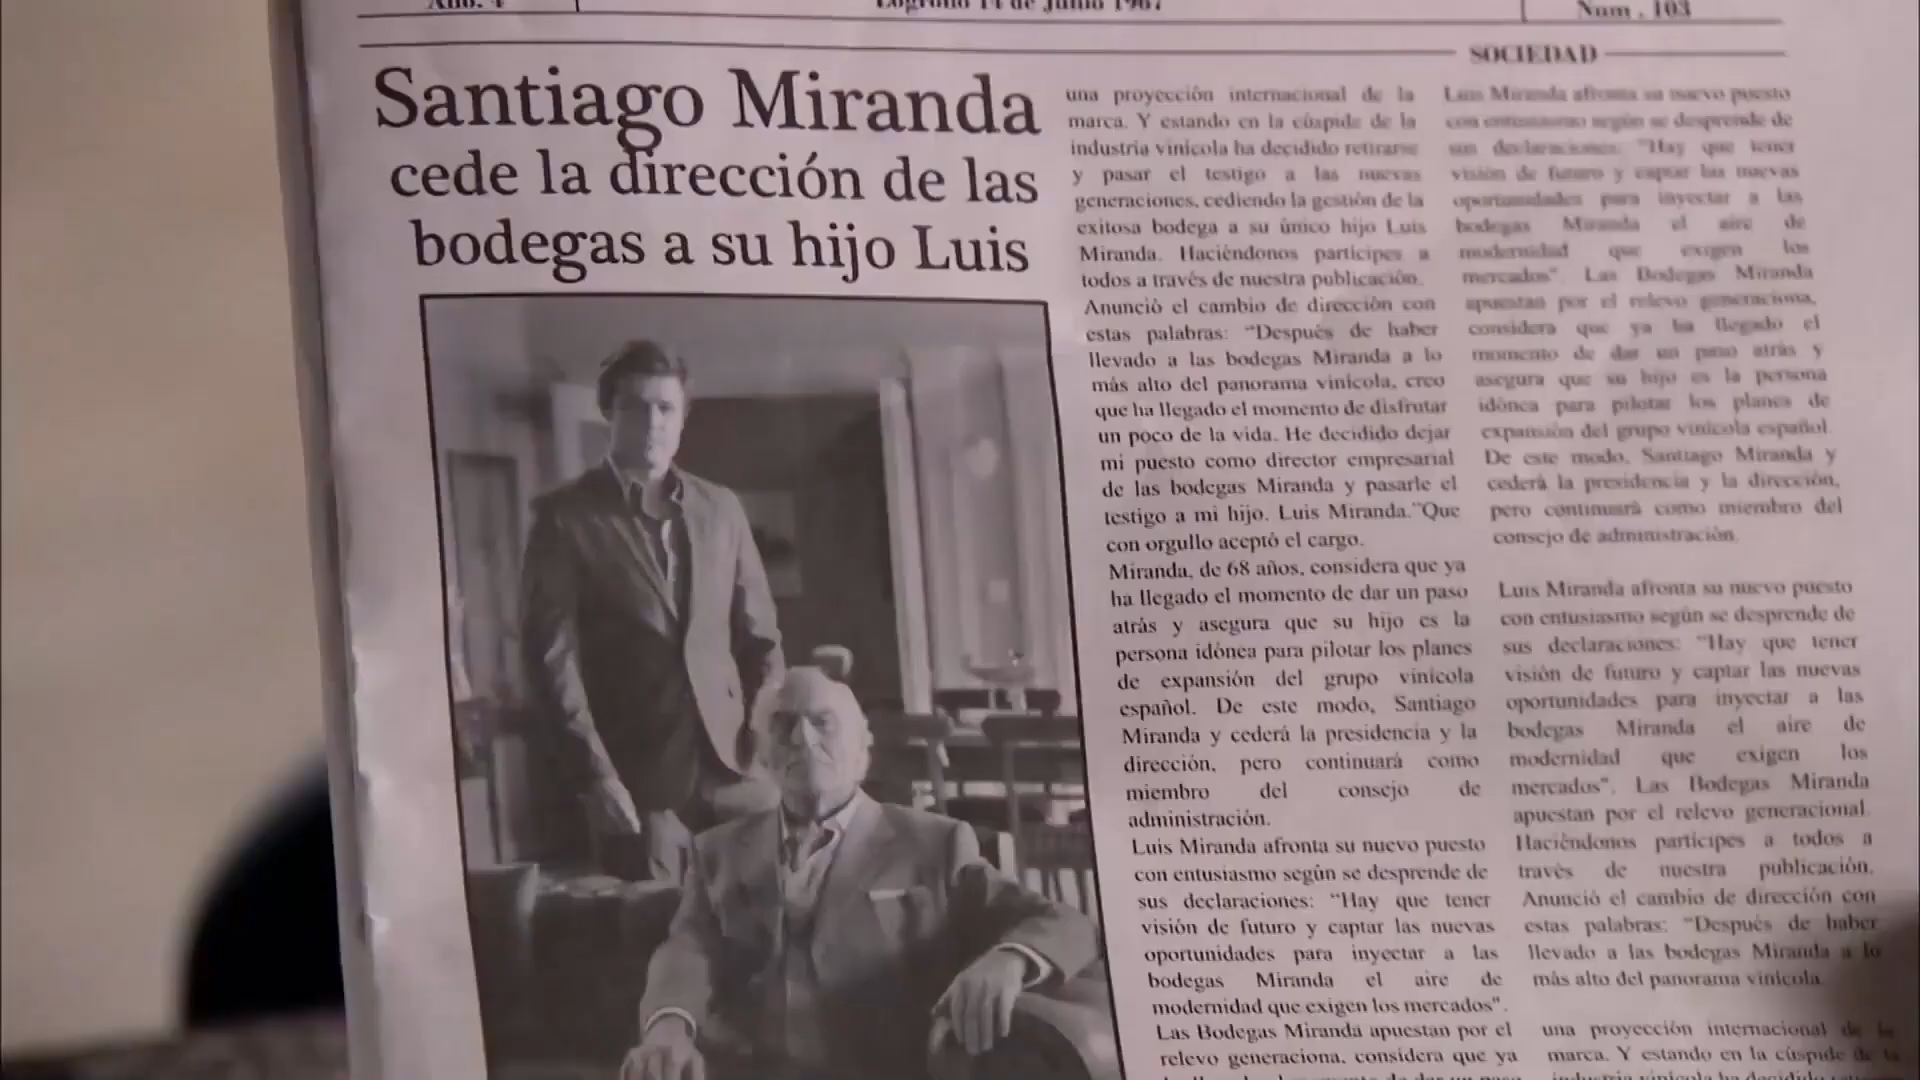 Año. 4
Logroño 14 de Junio 1967
Num . 103
SOCIEDAD
Santiago Miranda
cede la dirección de las
bodegas a su hijo Luis
una proyección internacional de la
marca. Y estando en la cúspide de la
industria vinícola ha decidido retirarse
y pasar el testigo a las nuevas
generaciones, cediendo la gestión de la
exitosa bodega a su único hijo Luis
Miranda. Haciéndonos partícipes a
todos a través de nuestra publicación.
Anunció el cambio de dirección con
estas palabras: "Después de haber
llevado a las bodegas Miranda a lo
más alto del panorama vinícola, creo
que ha llegado el momento de disfrutar
un poco de la vida. He decidido dejar
mi puesto como director empresarial
de las bodegas Miranda y pasarle el
testigo a mi hijo. Luis Miranda."Que
con orgullo aceptó el cargo.
Miranda, de 68 años, considera que ya
ha llegado el momento de dar un paso
atrás y asegura que su hijo es la
persona idónea para pilotar los planes
de expansión del grupo vinícola
español. De este modo, Santiago
Miranda y cederá la presidencia y la
dirección, pero continuará como
miembro del consejo de
administración.
Luis Miranda afronta su nuevo puesto
con entusiasmo según se desprende de
sus declaraciones: "Hay que tener
visión de futuro y captar las nuevas
oportunidades para inyectar a las
bodegas Miranda el aire de
modernidad que exigen los mercados".
Las Bodegas Miranda apuestan por el
relevo generaciona, considera que ya
Luis Miranda afronta su nuevo puesto
con entusiasmo según se desprende de
sus declaraciones: "Hay que tener
visión de futuro y captar las nuevas
oportunidades para inyectar a las
bodegas Miranda el aire de
modernidad que exigen los
mercados". Las Bodegas Miranda
apuestan por el relevo generaciona,
considera que ya ha llegado el
momento de dar un paso atrás y
asegura que su hijo es la persona
idónea para pilotar los planes de
expansión del grupo vinícola español.
De este modo, Santiago Miranda y
cederá la presidencia y la dirección,
pero continuará como miembro del
consejo de administración.
Luis Miranda afronta su nuevo puesto
con entusiasmo según se desprende de
sus declaraciones: "Hay que tener
visión de futuro y captar las nuevas
oportunidades para inyectar a las
bodegas Miranda el aire de
modernidad que exigen los
mercados". Las Bodegas Miranda
apuestan por el relevo generacional.
Haciéndonos partícipes a todos a
través de nuestra publicación.
Anunció el cambio de dirección con
estas palabras: "Después de haber
llevado a las bodegas Miranda a lo
más alto del panorama vinícola.
una proyección internacional de la
marca. Y estando en la cúspide de la